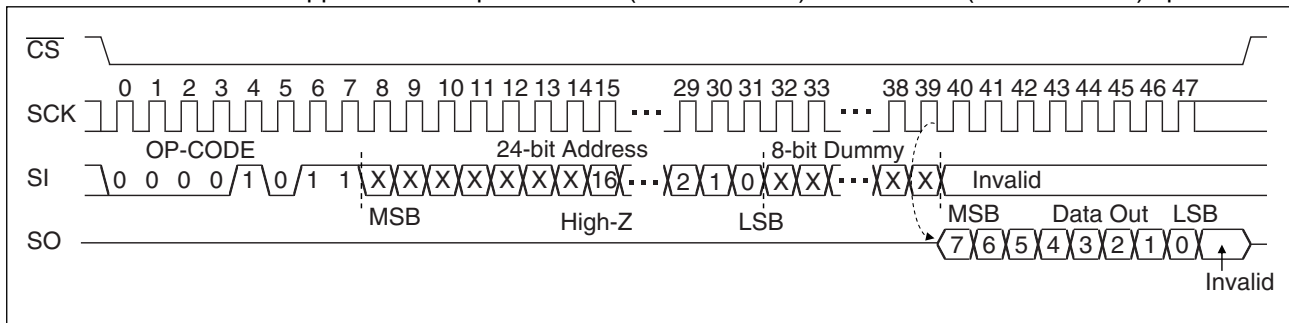 CS
0 1 2 3 4 5 6 7 8 9 10 11 12 13 14 15 ··· 29 30 31 32 33 ··· 38 39 40 41 42 43 44 45 46 47
SCK
OP-CODE 24-bit Address 8-bit Dummy
SI 0 0 0 0 1 0 1 1 X X X X X X X 16 ··· 2 1 0 X X ··· X X Invalid
MSB High-Z LSB MSB Data Out LSB
SO 7 6 5 4 3 2 1 0
Invalid